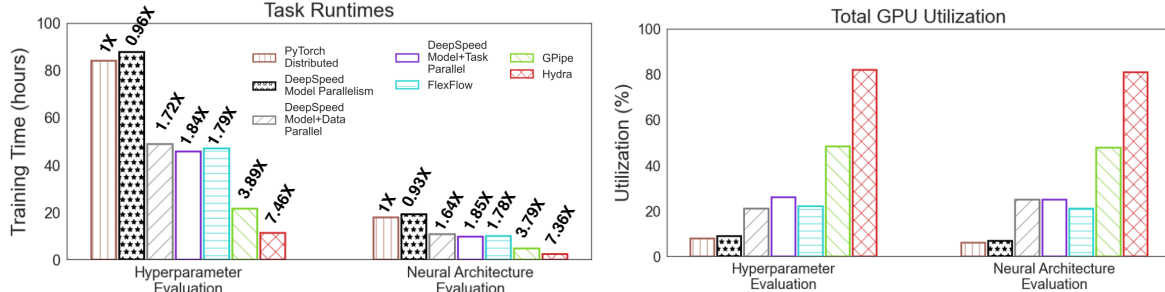 Task Runtimes
Training Time (hours)
100
80
60
40
20
0
1X
0.96X
1.72X
1.84X
1.79X
3.89X
7.46X
1X
0.93X
1.64X
1.85X
1.78X
3.79X
7.36X
PyTorch
Distributed
DeepSpeed
Model Parallelism
DeepSpeed
Model+Data
Parallel
DeepSpeed
Model+Task
Parallel
FlexFlow
GPipe
Hydra
Hyperparameter
Evaluation
Neural Architecture
Evaluation
Total GPU Utilization
Utilization (%)
100
80
60
40
20
0
Hyperparameter
Evaluation
Neural Architecture
Evaluation